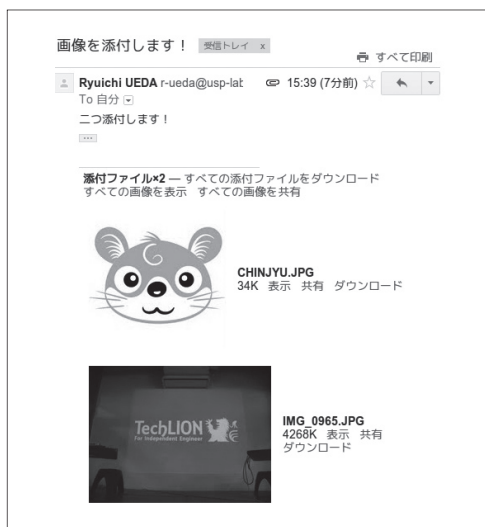 画像を添付します！ 受信トレイ x
すべて印刷
Ryuichi UEDA r-ueda@usp-lab 15:39 (7分前)
To 自分
二つ添付します！
添付ファイル×2 — すべての添付ファイルをダウンロード
すべての画像を表示 すべての画像を共有
CHINJYU.JPG
34K 表示 共有 ダウンロード
TechLION
For Independent Engineer
IMG_0965.JPG
4268K 表示 共有
ダウンロード